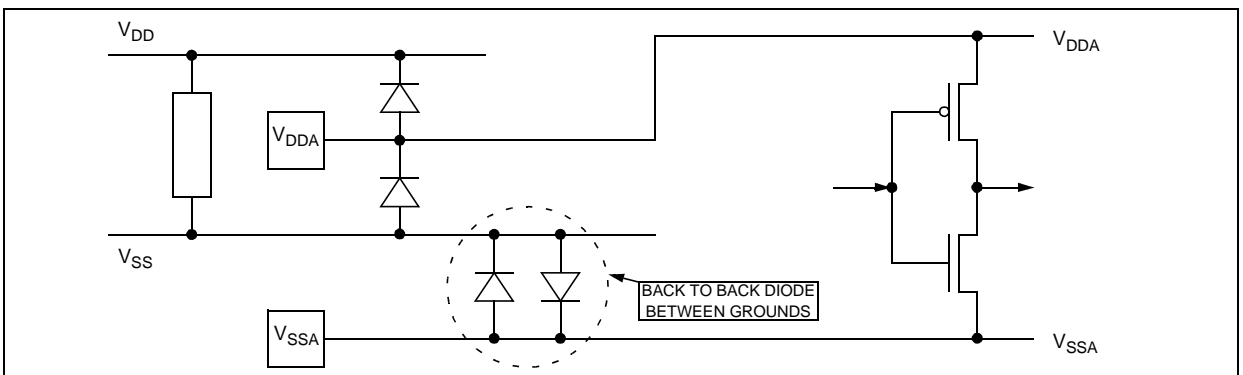 VDD
VDDA
VDDA
VSS
BACK TO BACK DIODE
BETWEEN GROUNDS
VSSA
VSSA